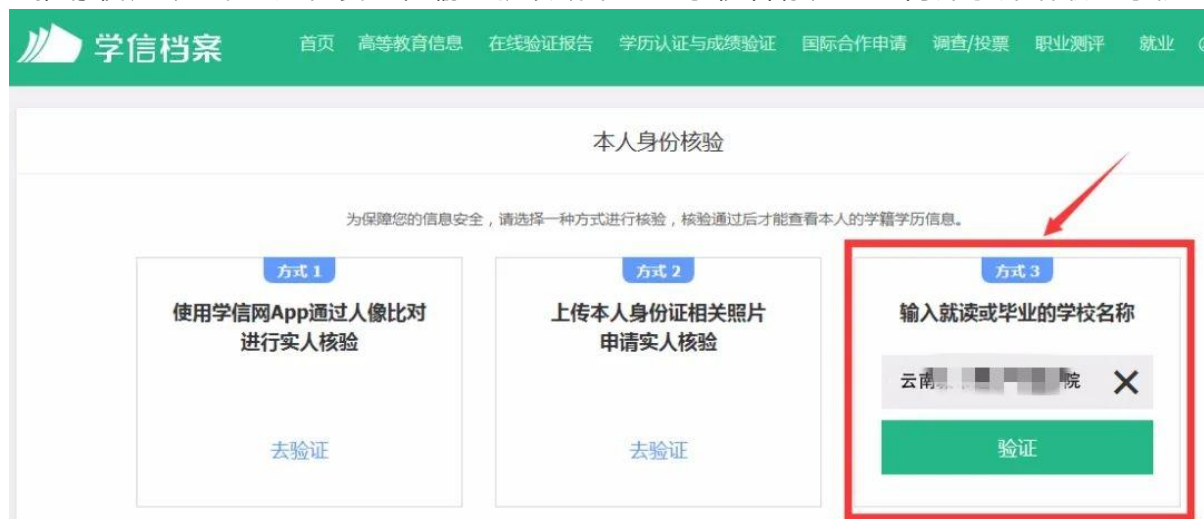 学信档案
首页 高等教育信息 在线验证报告 学历认证与成绩验证 国际合作申请 调查/投票 职业测评 就业
本人身份核验
为保障您的信息安全，请选择一种方式进行核验，核验通过后才能查看本人的学籍学历信息。
方式 1
使用学信网App通过人像比对
进行实人核验
去验证
方式 2
上传本人身份证相关照片
申请实人核验
去验证
方式 3
输入就读或毕业的学校名称
云南 院
验证